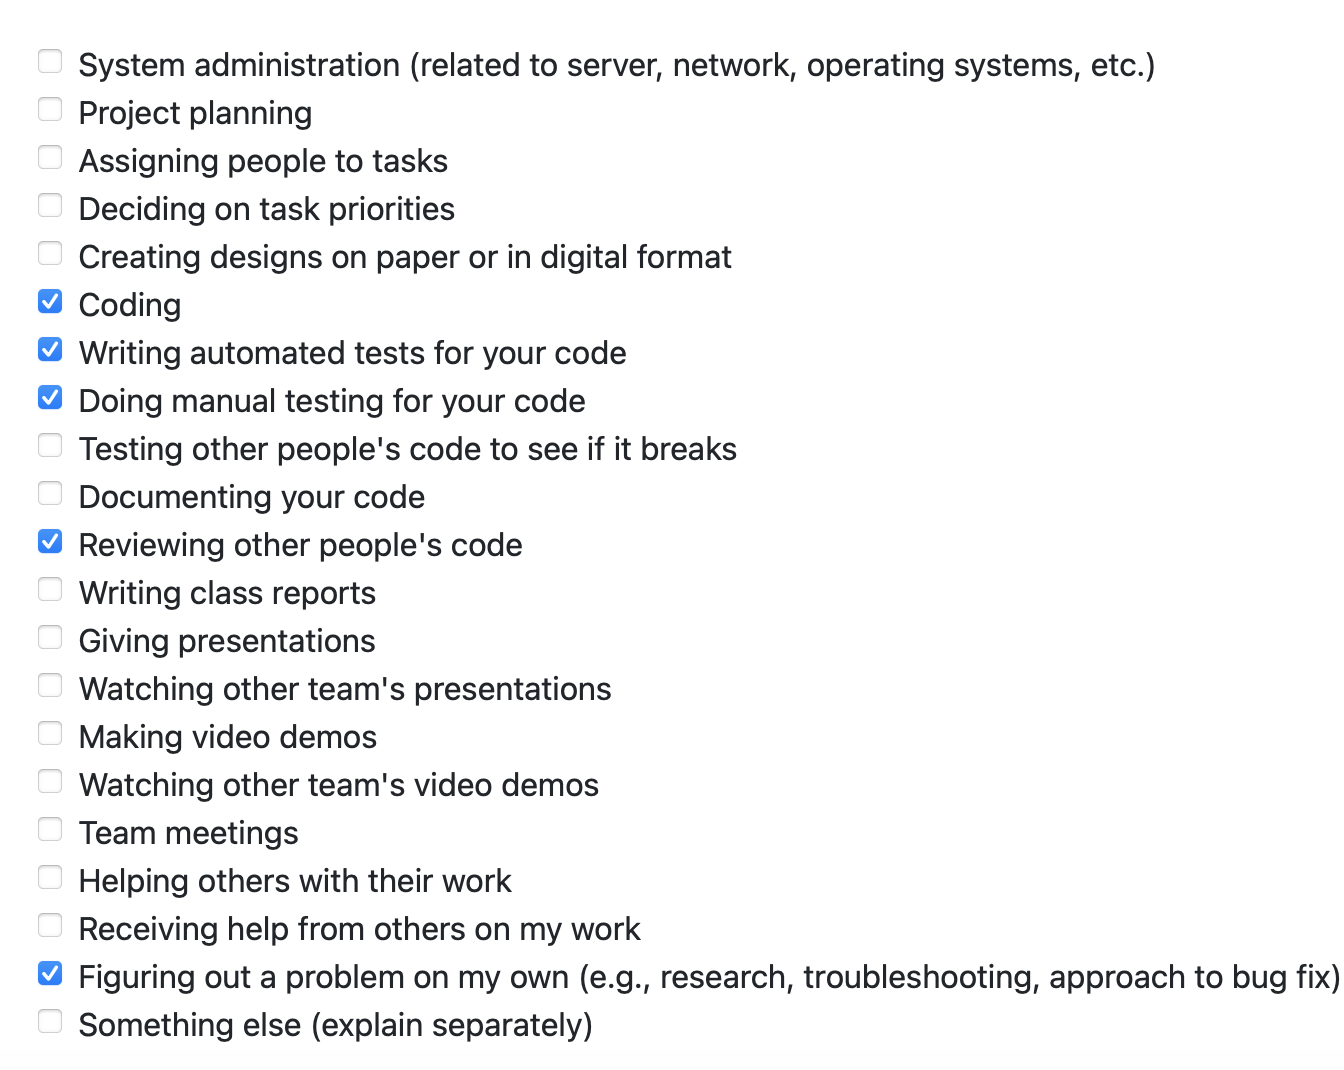 System administration (related to server, network, operating systems, etc.)
Project planning
Assigning people to tasks
Deciding on task priorities
Creating designs on paper or in digital format
Coding
Writing automated tests for your code
Doing manual testing for your code
Testing other people's code to see if it breaks
Documenting your code
Reviewing other people's code
Writing class reports
Giving presentations
Watching other team's presentations
Making video demos
Watching other team's video demos
Team meetings
Helping others with their work
Receiving help from others on my work
Figuring out a problem on my own (e.g., research, troubleshooting, approach to bug fix)
Something else (explain separately)